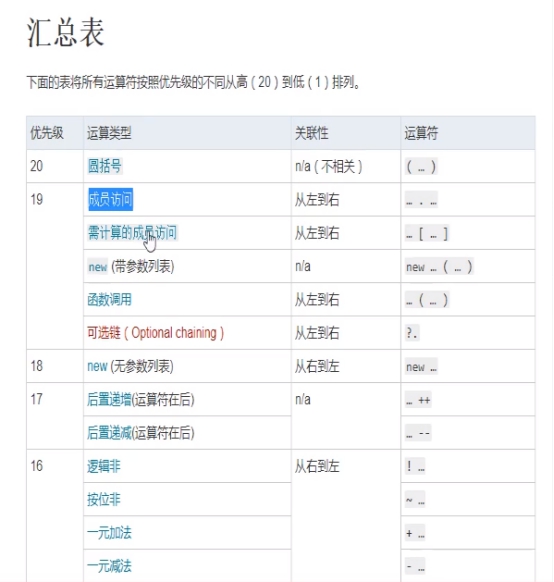 汇总表
下面的表将所有运算符按照优先级的不同从高（20）到低（1）排列。
优先级 运算类型 关联性 运算符
20 圆括号 n/a（不相关） ( … )
19 成员访问 从左到右 … . …
需计算的成员访问 从左到右 … [ … ]
new (带参数列表) n/a new … ( … )
函数调用 从左到右 … ( … )
可选链（Optional chaining） 从左到右 ?.
18 new (无参数列表) 从右到左 new …
17 后置递增(运算符在后) n/a … ++
后置递减(运算符在后) … --
16 逻辑非 从右到左 ! …
按位非 ~ …
一元加法 + …
一元减法 - …